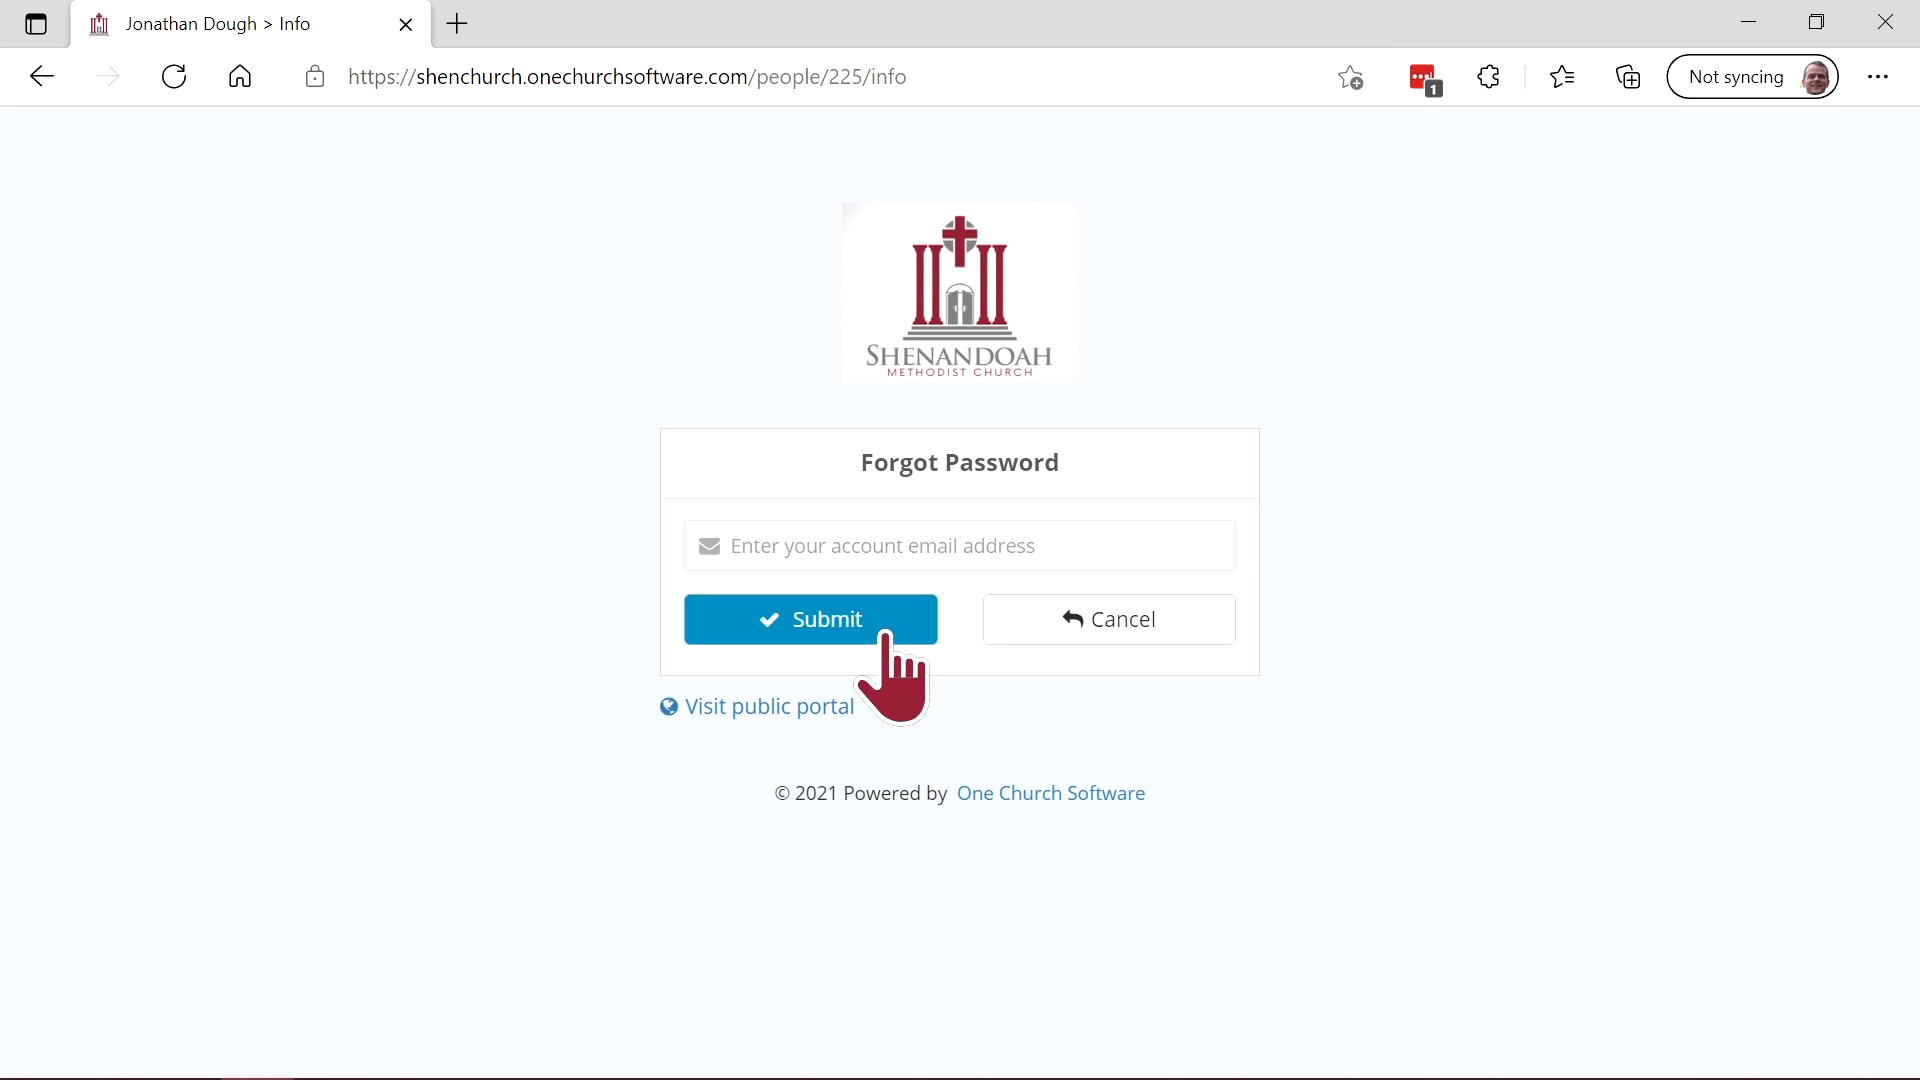 Jonathan Dough > Info
https://shenchurch.onechurchsoftware.com/people/225/info
1
Not syncing
SHENANDOAH
METHODIST CHURCH
Forgot Password
Enter your account email address
Submit
Cancel
Visit public portal
© 2021 Powered by One Church Software